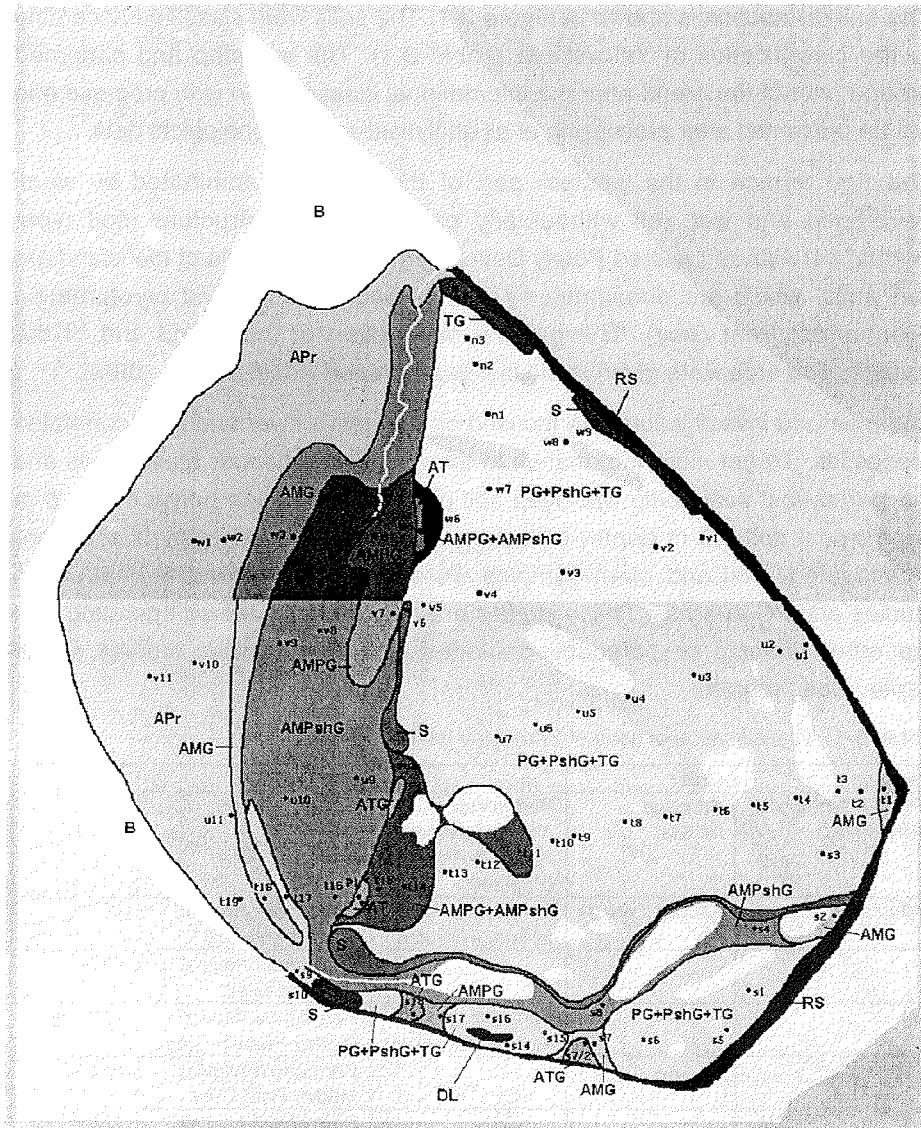 B
TG
n3
APr
n2
RS
S
n1
w9
w8
AT
AMG
w7
PG+PshG+TG
w6
w1
w2
w3
AMPG+AMPshG
v1
v2
v3
v4
v5
v7
v6
v8
v9
u2
u1
AMPG
v10
v11
u3
u4
APr
AMPshG
u5
S
u6
AMG
u7
PG+PshG+TG
u9
t3
ATG
u10
t4
t2
t1
B
t5
AMG
u11
t6
t7
t8
t9
t10
t11
s3
t12
t13
AMPshG
t18
t16
t14
t19
t17
AT
AMPG+AMPshG
s2
s4
AMG
S
s9
ATG
s10
AMPG
s1
RS
S
s8
PG+PshG+TG
s17
s16
s15
s7
s6
s5
PG+PshG+TG
s14
s7/2
ATG
AMG
DL